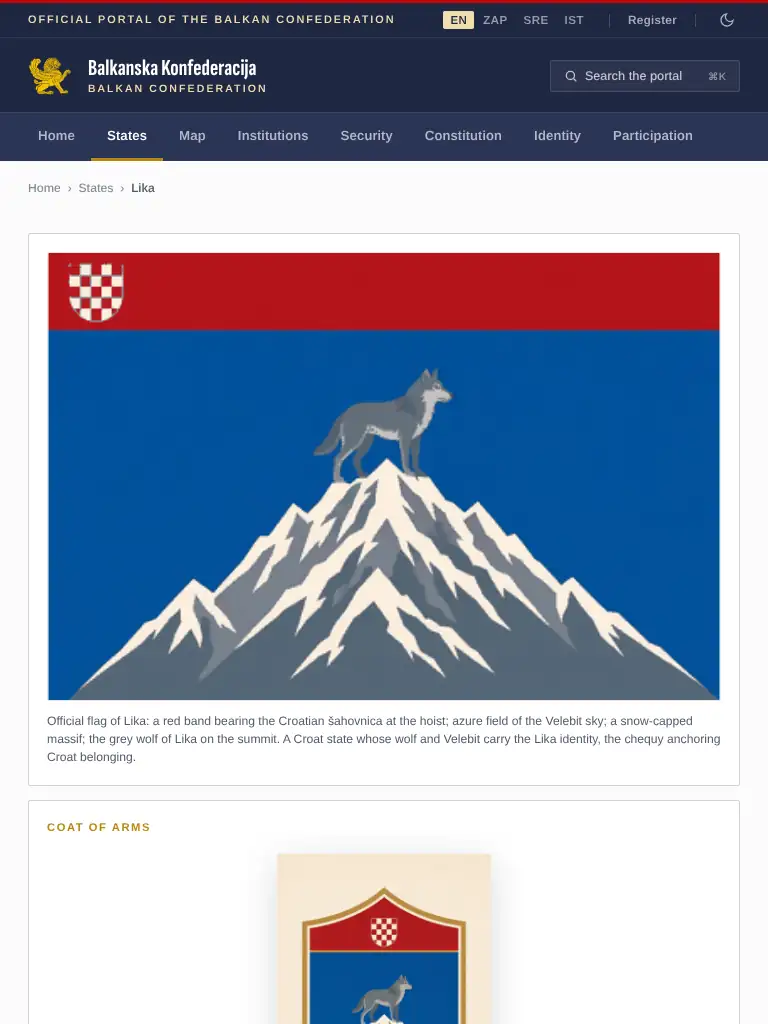 OFFICIAL PORTAL OF THE BALKAN CONFEDERATION
EN ZAP SRE IST Register
Balkanska Konfederacija
BALKAN CONFEDERATION
Search the portal ⌘K
Home States Map Institutions Security Constitution Identity Participation
Home › States › Lika
Official flag of Lika: a red band bearing the Croatian šahovnica at the hoist; azure field of the Velebit sky; a snow-capped
massif; the grey wolf of Lika on the summit. A Croat state whose wolf and Velebit carry the Lika identity, the chequy anchoring
Croat belonging.
COAT OF ARMS